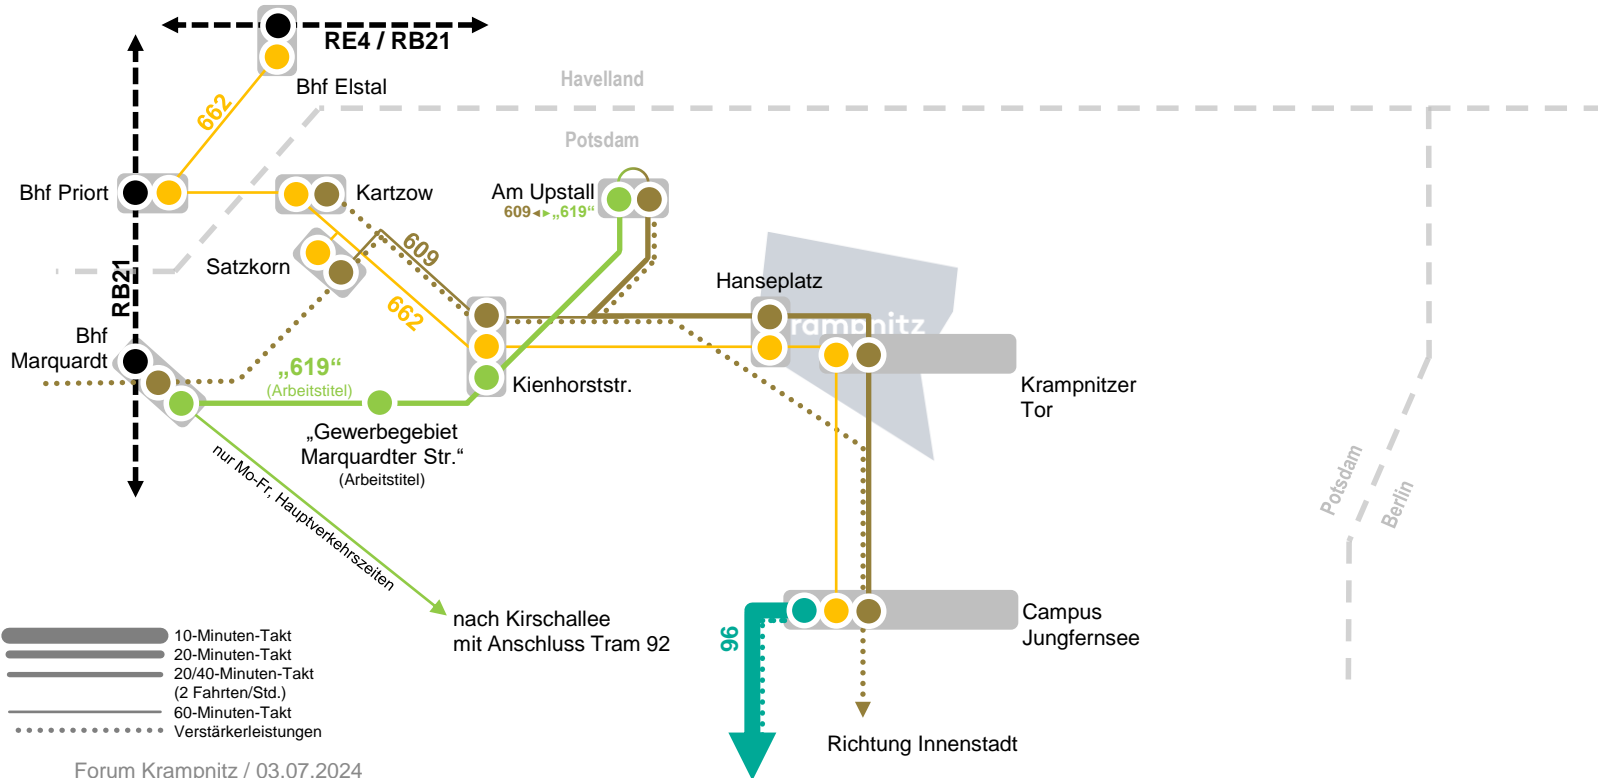 RE4 / RB21
Bhf Elstal
Havelland
662
Potsdam
Bhf Priort
Kartzow
Am Upstall
609◄►„619“
609
Satzkorn
RB21
Hanseplatz
662
rampnitz
Bhf
Marquardt
„619“
(Arbeitstitel)
Kienhorststr.
Krampnitzer
Tor
„Gewerbegebiet
Marquardter Str.“
(Arbeitstitel)
nur Mo-Fr, Hauptverkehrszeiten
Potsdam
Berlin
nach Kirschallee
mit Anschluss Tram 92
96
Campus
Jungfernsee
10-Minuten-Takt
20-Minuten-Takt
20/40-Minuten-Takt
(2 Fahrten/Std.)
60-Minuten-Takt
Verstärkerleistungen
Richtung Innenstadt
Forum Krampnitz / 03.07.2024